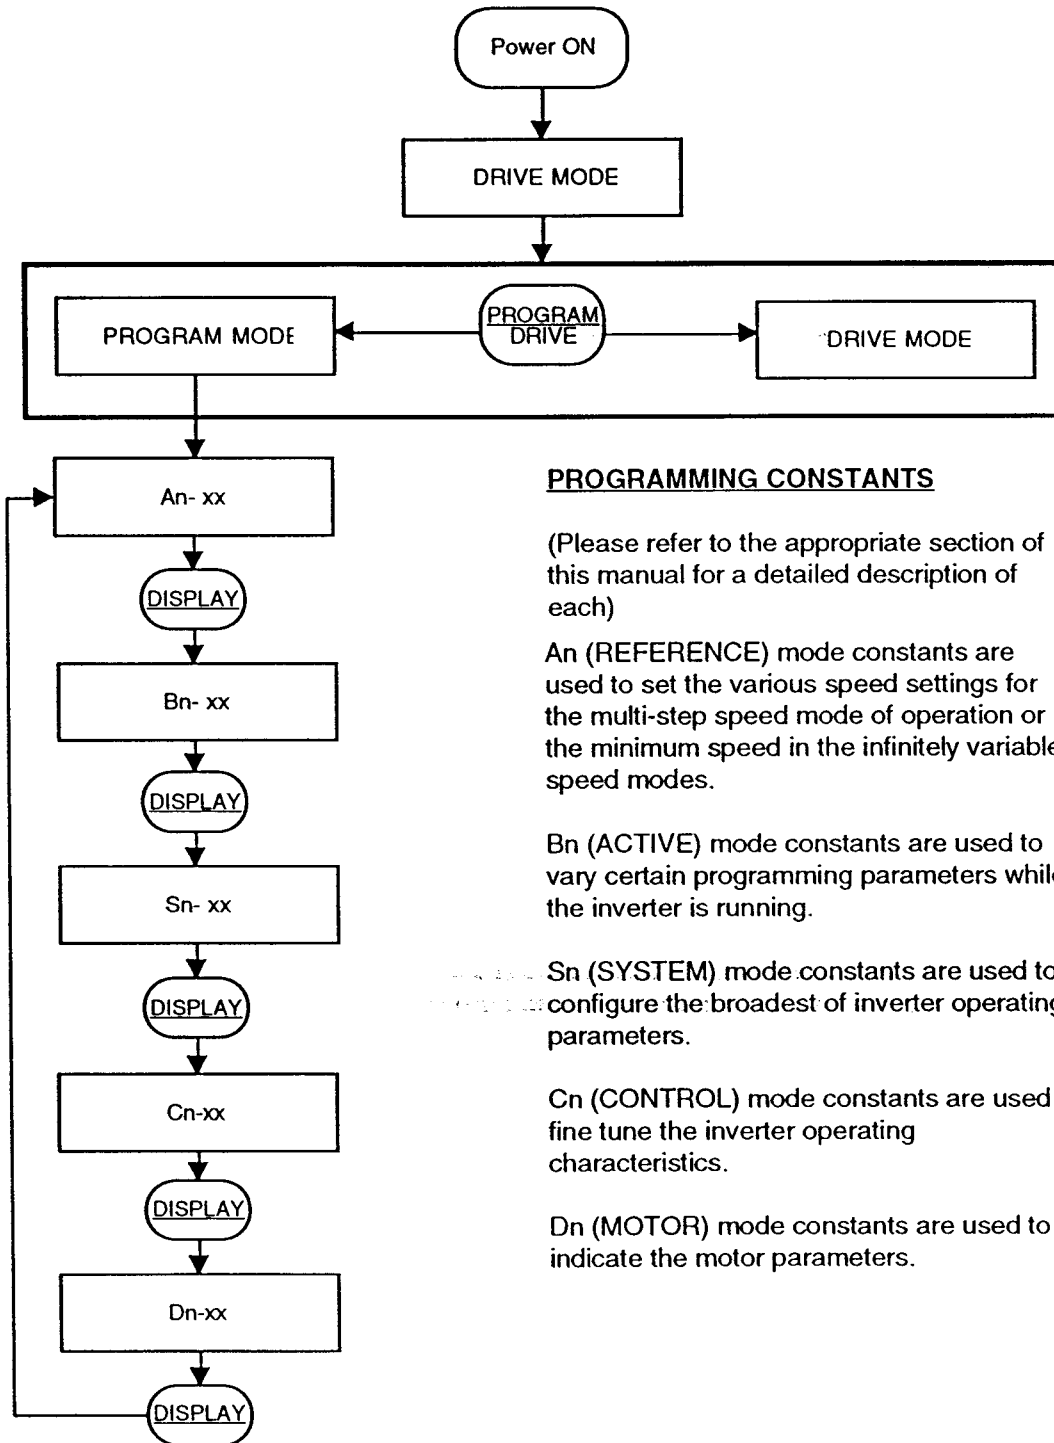 Power ON
DRIVE MODE
PROGRAM MODE
PROGRAM
DRIVE
DRIVE MODE
An- xx
DISPLAY
Bn- xx
DISPLAY
Sn- xx
DISPLAY
Cn-xx
DISPLAY
Dn-xx
DISPLAY
PROGRAMMING CONSTANTS
(Please refer to the appropriate section of
this manual for a detailed description of
each)
An (REFERENCE) mode constants are
used to set the various speed settings for
the multi-step speed mode of operation or
the minimum speed in the infinitely variable
speed modes.
Bn (ACTIVE) mode constants are used to
vary certain programming parameters while
the inverter is running.
Sn (SYSTEM) mode constants are used to
configure the broadest of inverter operating
parameters.
Cn (CONTROL) mode constants are used
fine tune the inverter operating
characteristics.
Dn (MOTOR) mode constants are used to
indicate the motor parameters.